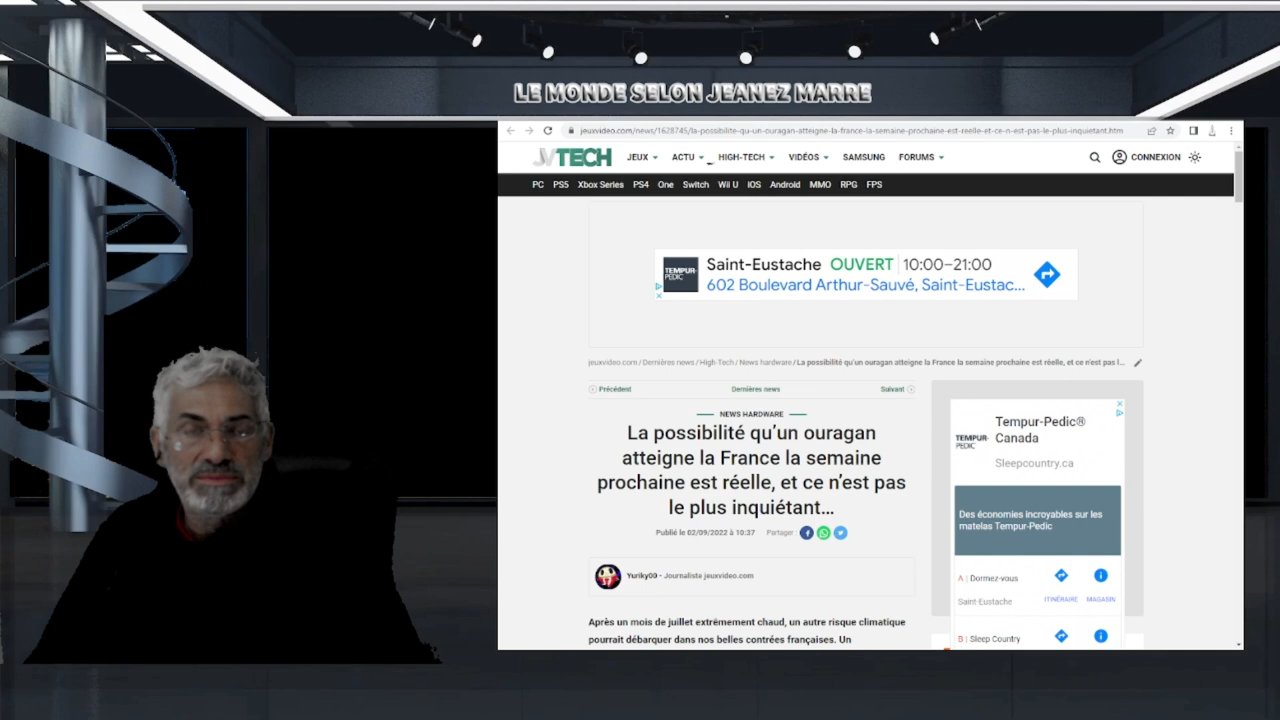 LE MONDE SELON JEANEZ MARRE
jeuxvideo.com/news/1628745/la-possibilite-qu-un-ouragan-atteigne-la-france-la-semaine-prochaine-est-reelle-et-ce-n-est-pas-le-plus-inquietant.htm
JVTECH JEUX ACTU HIGH-TECH VIDÉOS SAMSUNG FORUMS CONNEXION
PC PS5 Xbox Series PS4 One Switch Wii U iOS Android MMO RPG FPS
TEMPUR-PEDIC
Saint-Eustache OUVERT 10:00–21:00
602 Boulevard Arthur-Sauvé, Saint-Eustac...
jeuxvideo.com / Dernières news / High Tech / News hardware / La possibilité qu'un ouragan atteigne la France la semaine prochaine est réelle, et ce n'est pas l...
Précédent Dernières news Suivant
NEWS HARDWARE
La possibilité qu'un ouragan
atteigne la France la semaine
prochaine est réelle, et ce n'est pas
le plus inquiétant…
Publié le 02/09/2022 à 10:37 Partager :
Yuriky00 - Journaliste jeuxvideo.com
Après un mois de juillet extrêmement chaud, un autre risque climatique
pourrait débarquer dans nos belles contrées françaises. Un
TEMPUR-PEDIC
Tempur-Pedic®
Canada
Sleepcountry.ca
Des économies incroyables sur les
matelas Tempur-Pedic
A | Dormez-vous
Saint-Eustache ITINÉRAIRE MAGASIN
B | Sleep Country